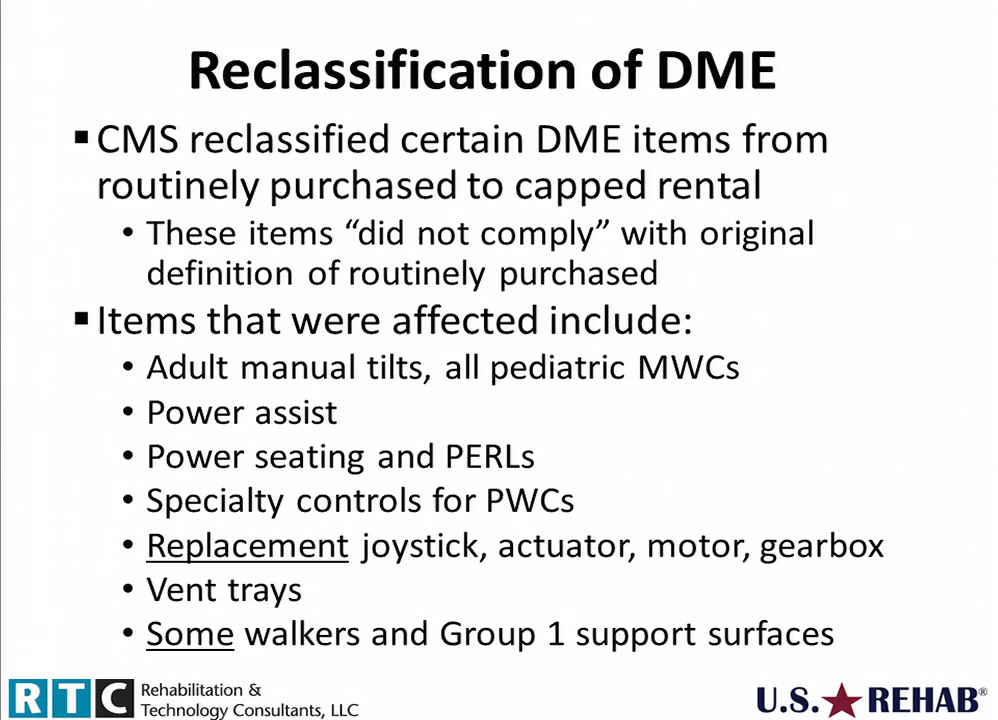 Reclassification of DME
▪ CMS reclassified certain DME items from
routinely purchased to capped rental
• These items “did not comply” with original
definition of routinely purchased
▪ Items that were affected include:
• Adult manual tilts, all pediatric MWCs
• Power assist
• Power seating and PERLs
• Specialty controls for PWCs
• Replacement joystick, actuator, motor, gearbox
• Vent trays
• Some walkers and Group 1 support surfaces
RTC Rehabilitation &
Technology Consultants, LLC
U.S. REHAB®